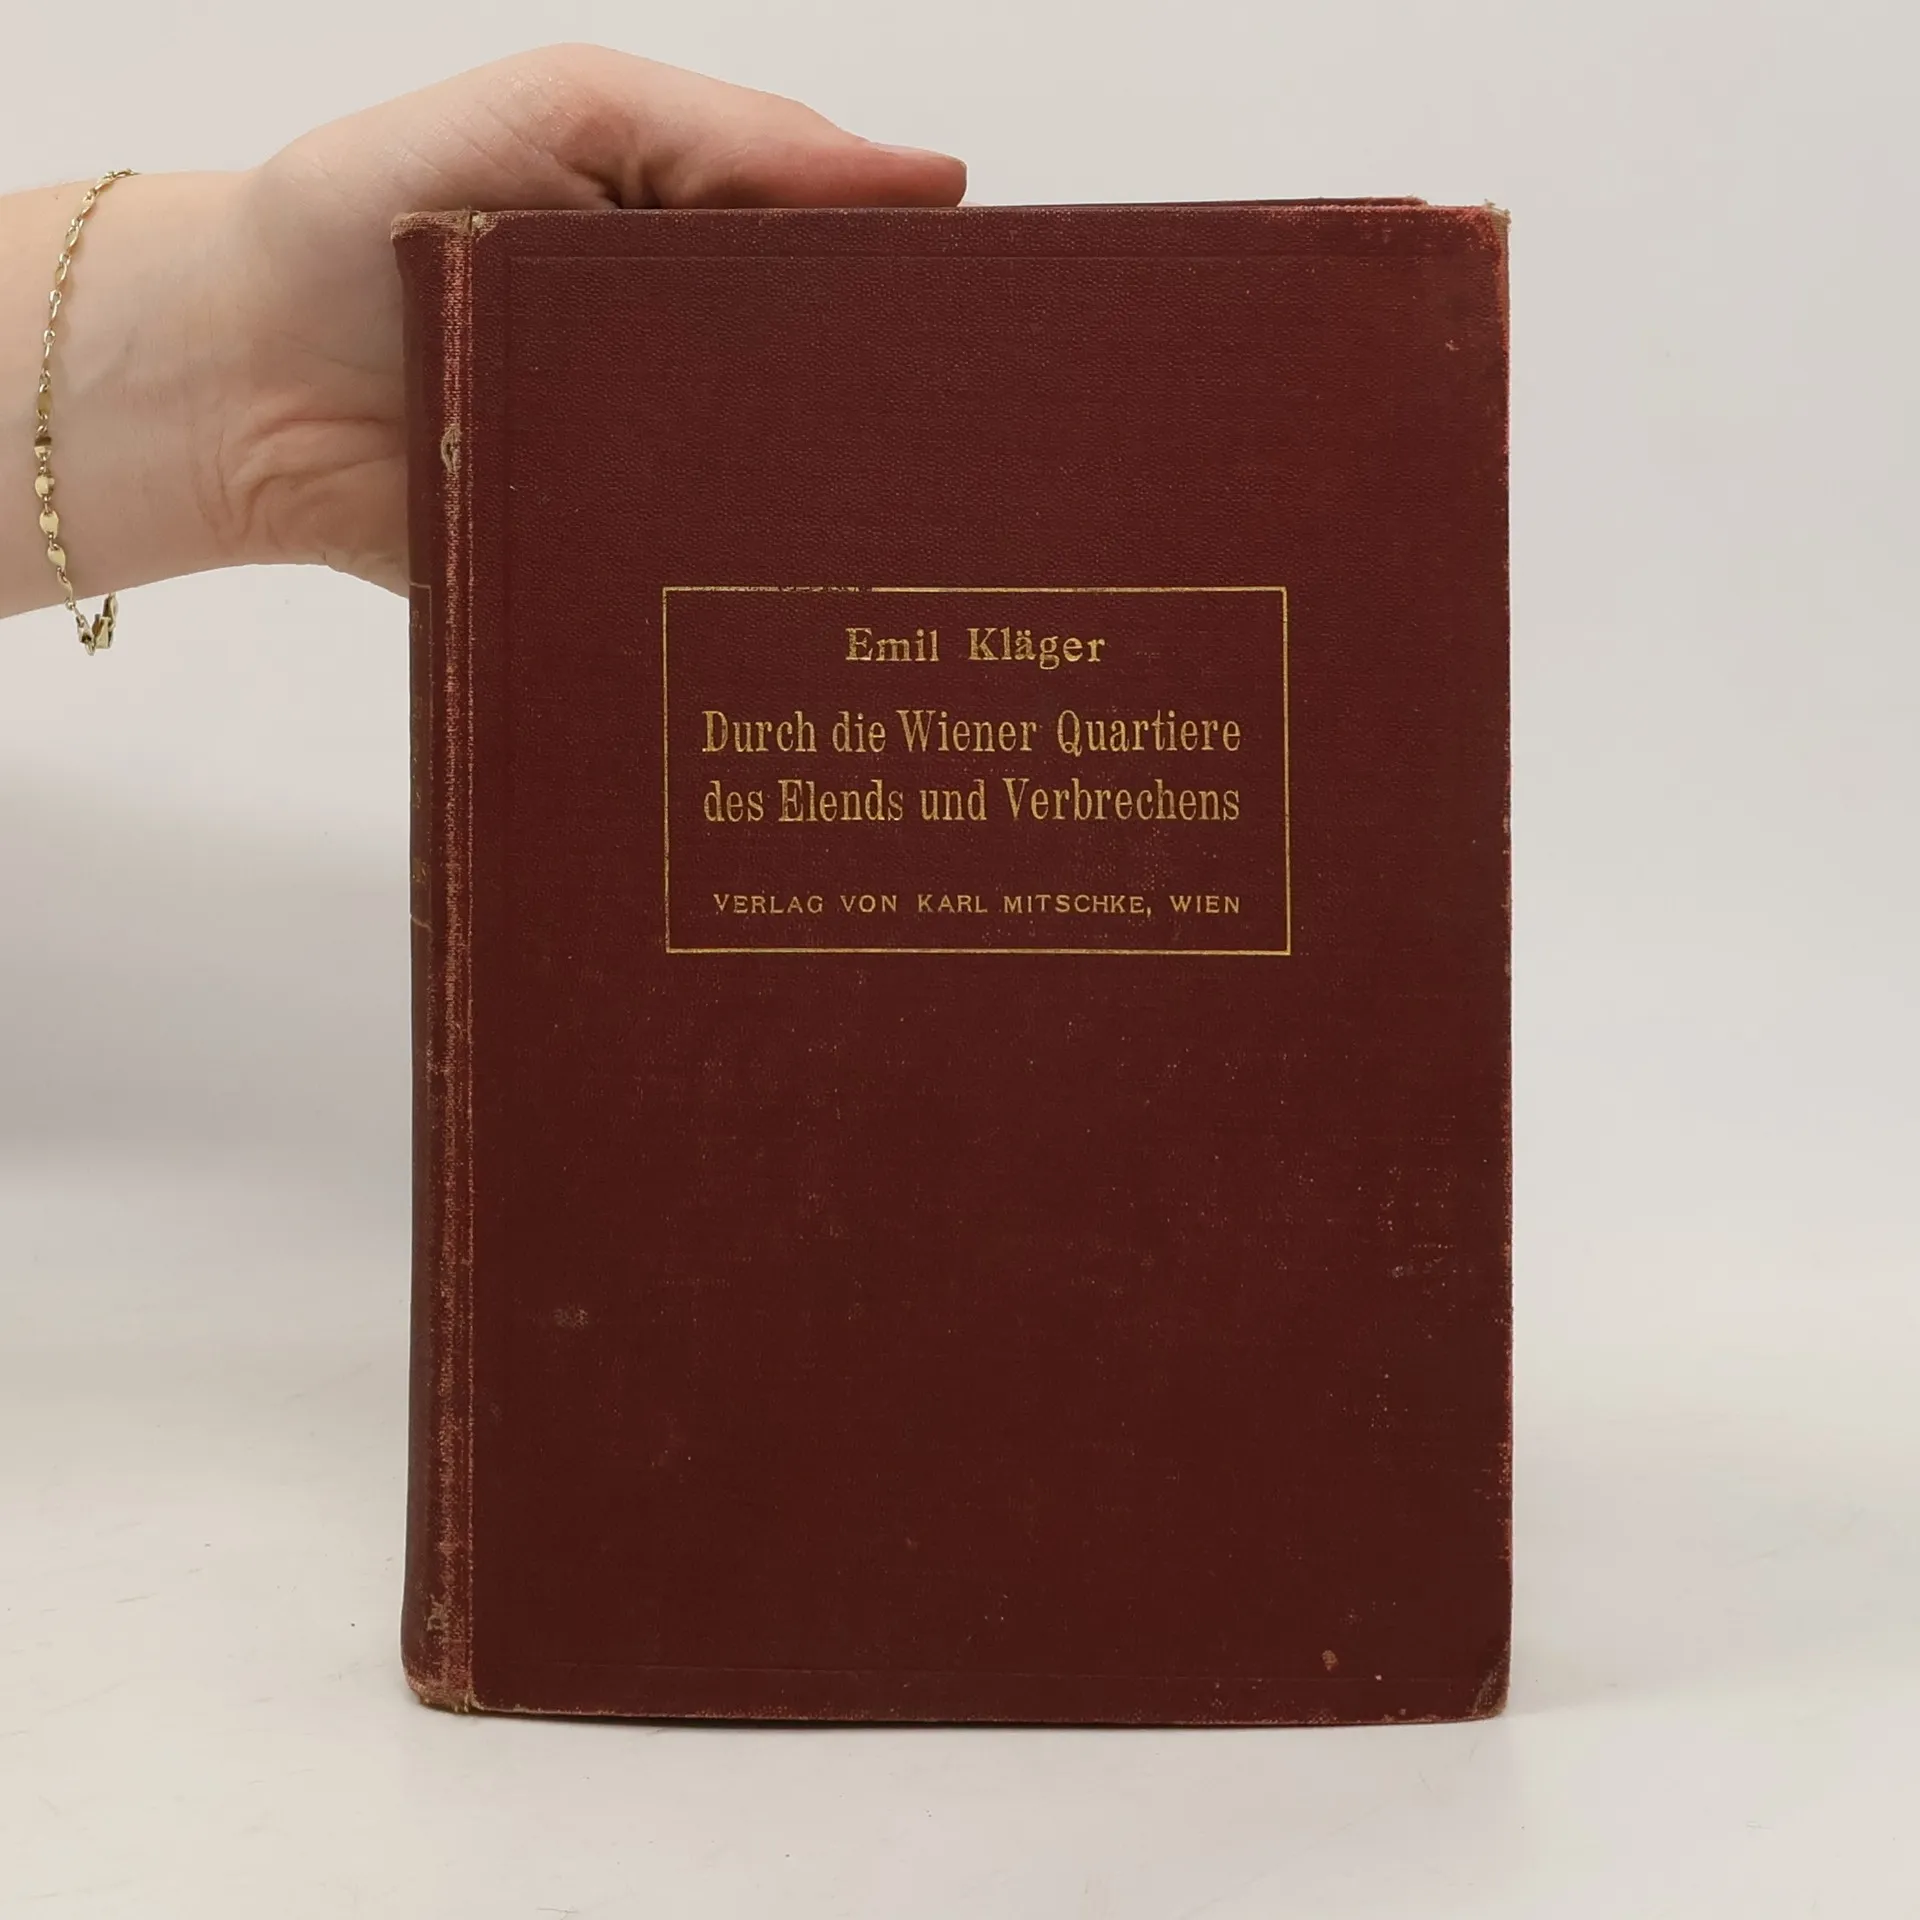 Emil Kläger
Durch die Wiener Quartiere
des Elends und Verbrechens
VERLAG VON KARL MITSCHKE, WIEN